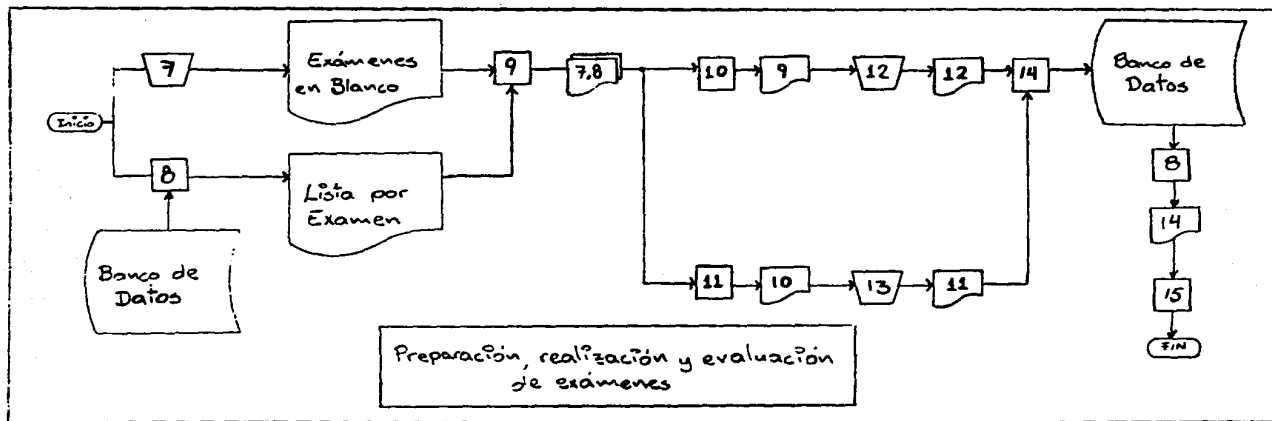 Inicio
7
Exámenes
en Blanco
8
Lista por
Examen
Banco de
Datos
9
7,8
10
9
12
12
14
11
10
13
11
Banco de
Datos
8
14
15
FIN
Preparación, realización y evaluación
de exámenes